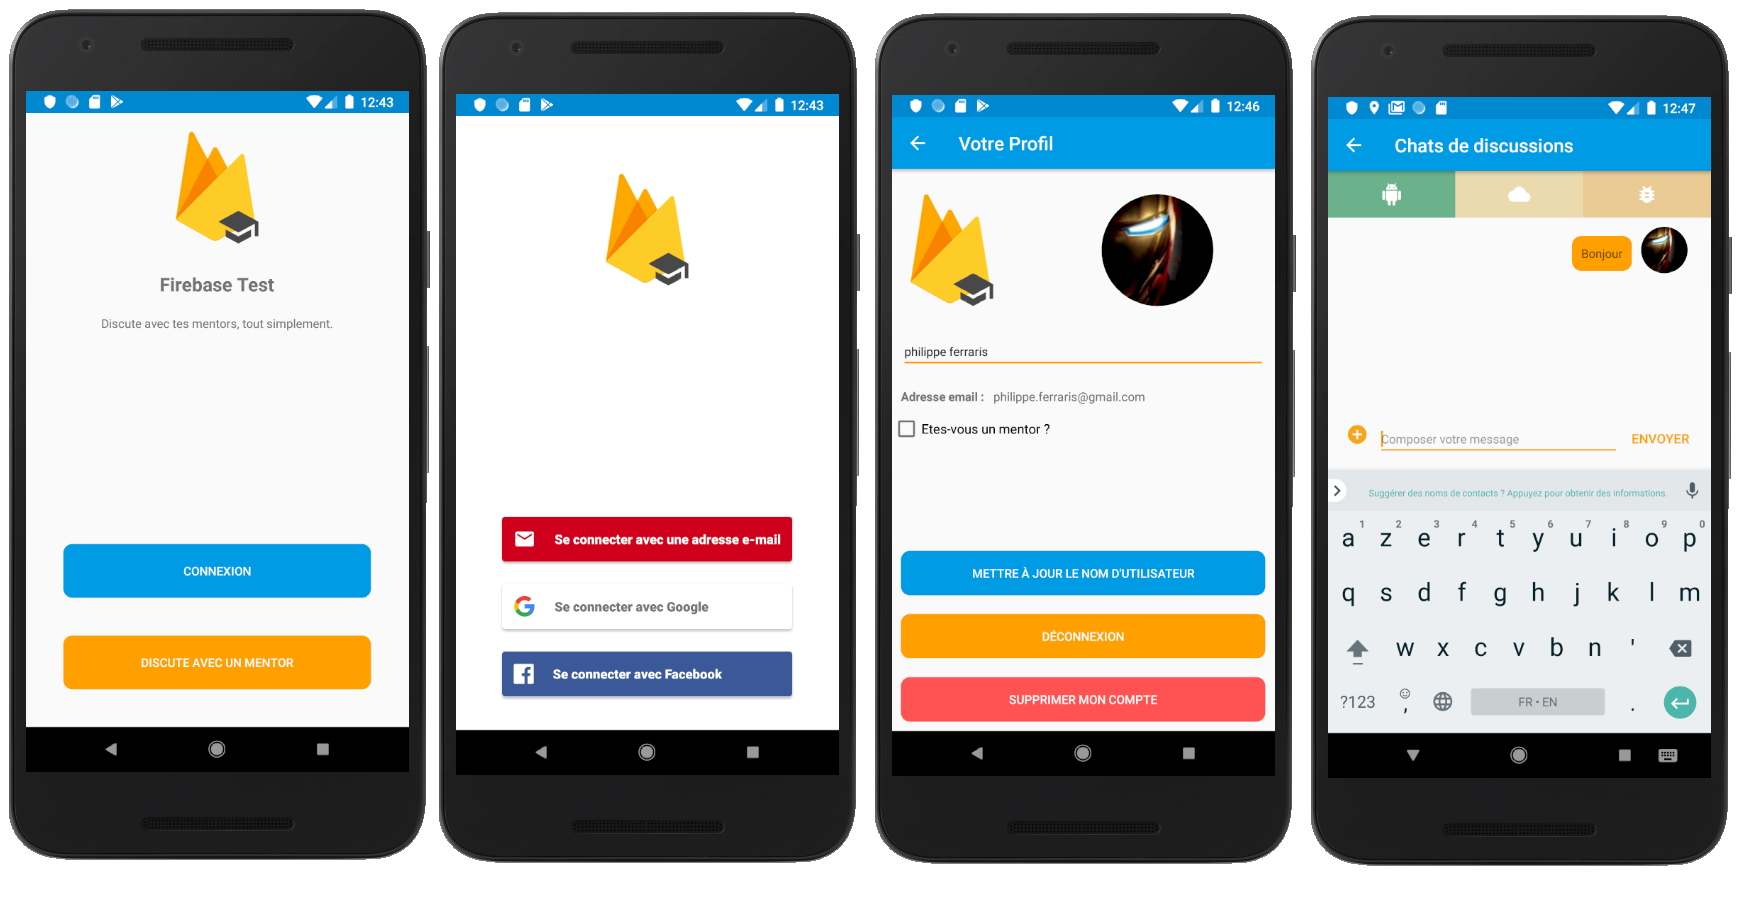 12:43
Firebase Test
Discute avec tes mentors, tout simplement.
CONNEXION
DISCUTE AVEC UN MENTOR
12:43
Se connecter avec une adresse e-mail
Se connecter avec Google
Se connecter avec Facebook
12:46
Votre Profil
philippe ferraris
Adresse email : philippe.ferraris@gmail.com
Etes-vous un mentor ?
METTRE À JOUR LE NOM D'UTILISATEUR
DÉCONNEXION
SUPPRIMER MON COMPTE
12:47
Chats de discussions
Bonjour
Composer votre message ENVOYER
Suggérer des noms de contacts ? Appuyez pour obtenir des informations.
1 2 3 4 5 6 7 8 9 0
a z e r t y u i o p
q s d f g h j k l m
w x c v b n '
?123 , FR • EN .